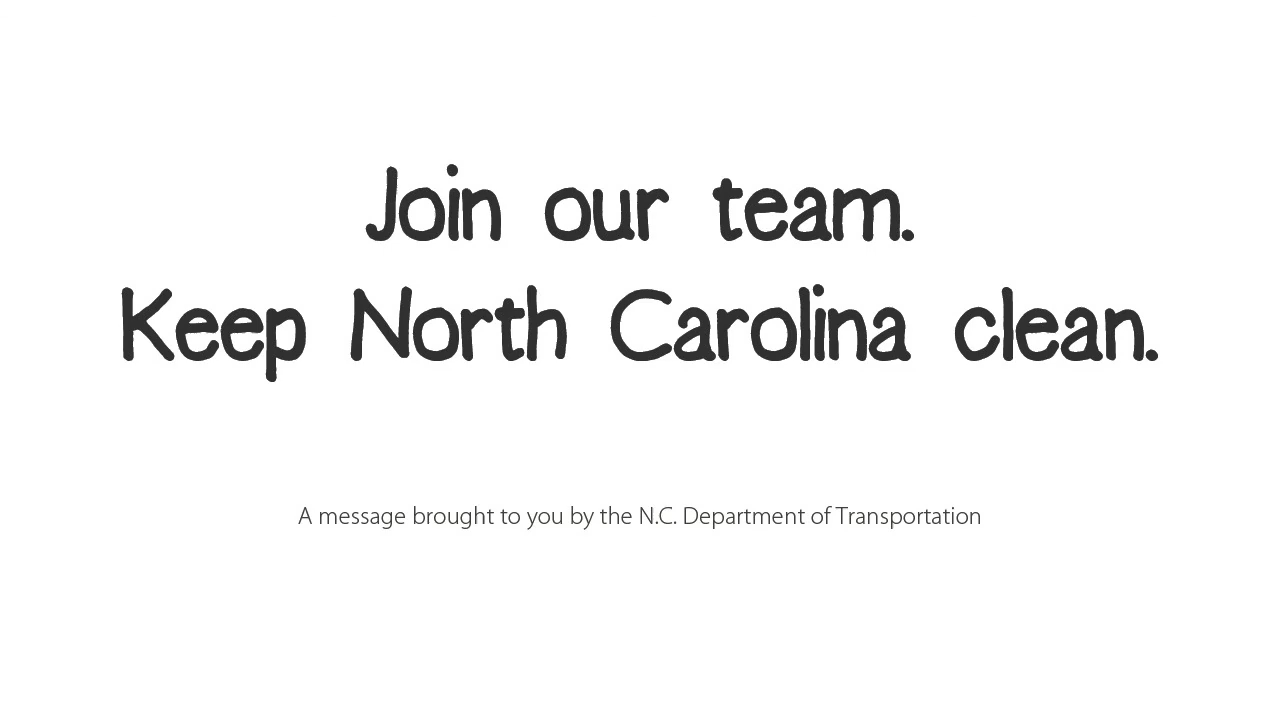 Join our team.
Keep North Carolina clean.
A message brought to you by the N.C. Department of Transportation